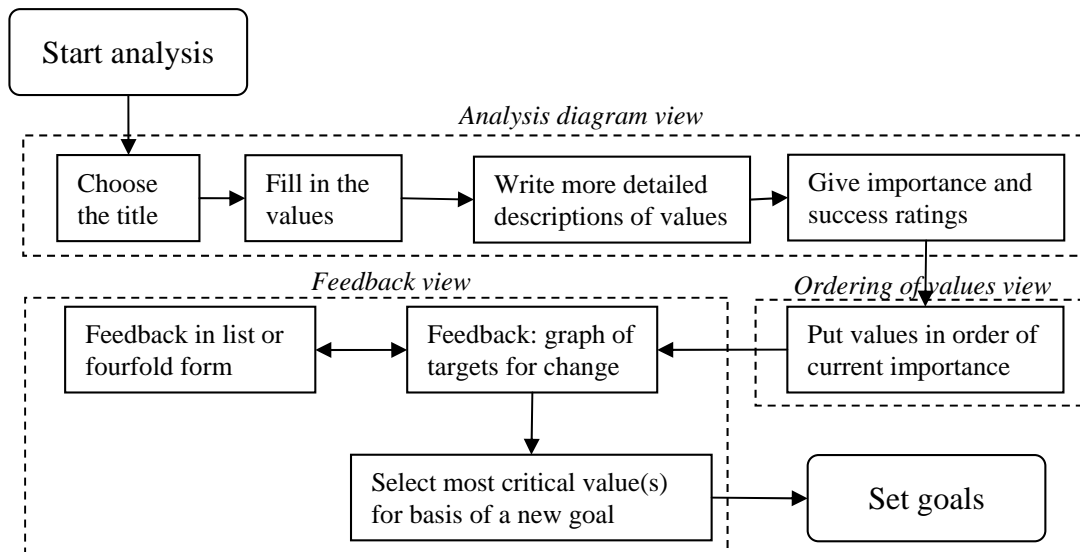 Start analysis
Analysis diagram view
Choose
the title
Fill in the
values
Write more detailed
descriptions of values
Give importance and
success ratings
Feedback view
Ordering of values view
Feedback in list or
fourfold form
Feedback: graph of
targets for change
Put values in order of
current importance
Select most critical value(s)
for basis of a new goal
Set goals